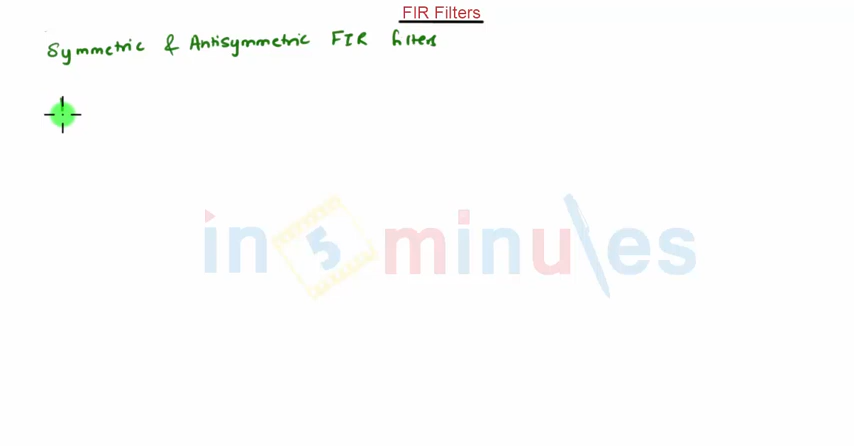 FIR Filters
Symmetric & Antisymmetric FIR filters
in 5 minutes